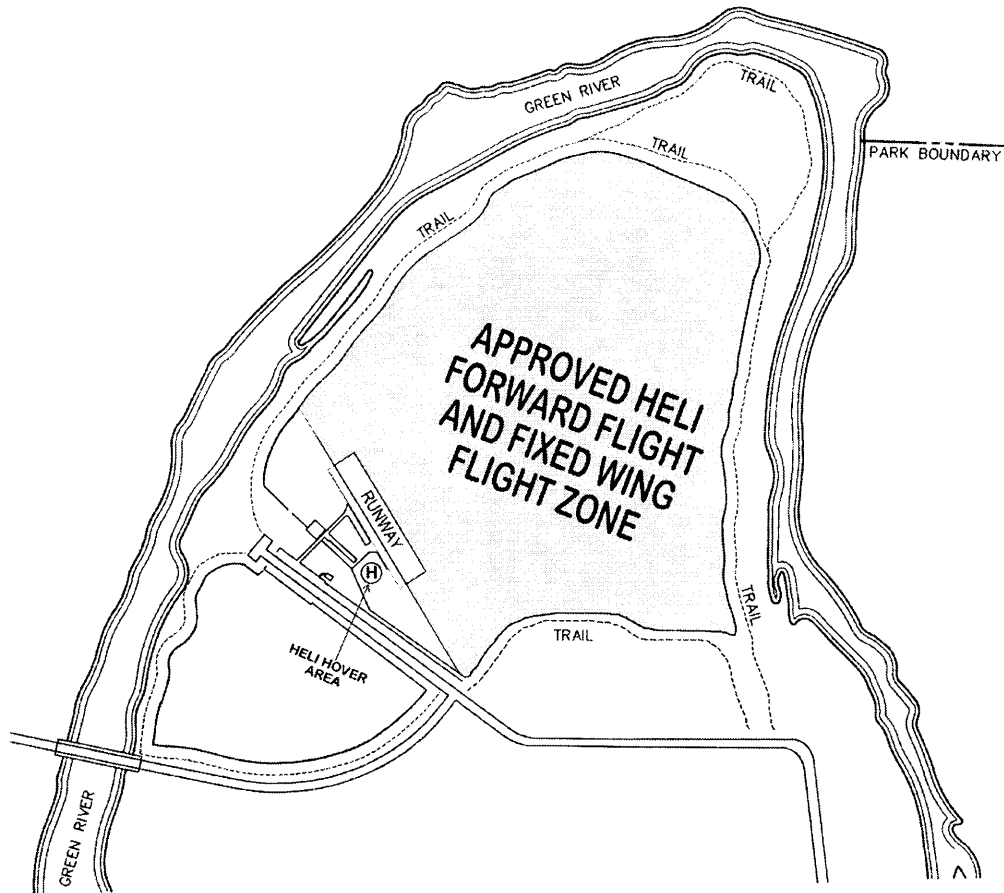 GREEN RIVER
TRAIL
PARK BOUNDARY
TRAIL
TRAIL
APPROVED HELI
FORWARD FLIGHT
AND FIXED WING
FLIGHT ZONE
RUNWAY
H
TRAIL
TRAIL
HELI HOVER
AREA
GREEN RIVER